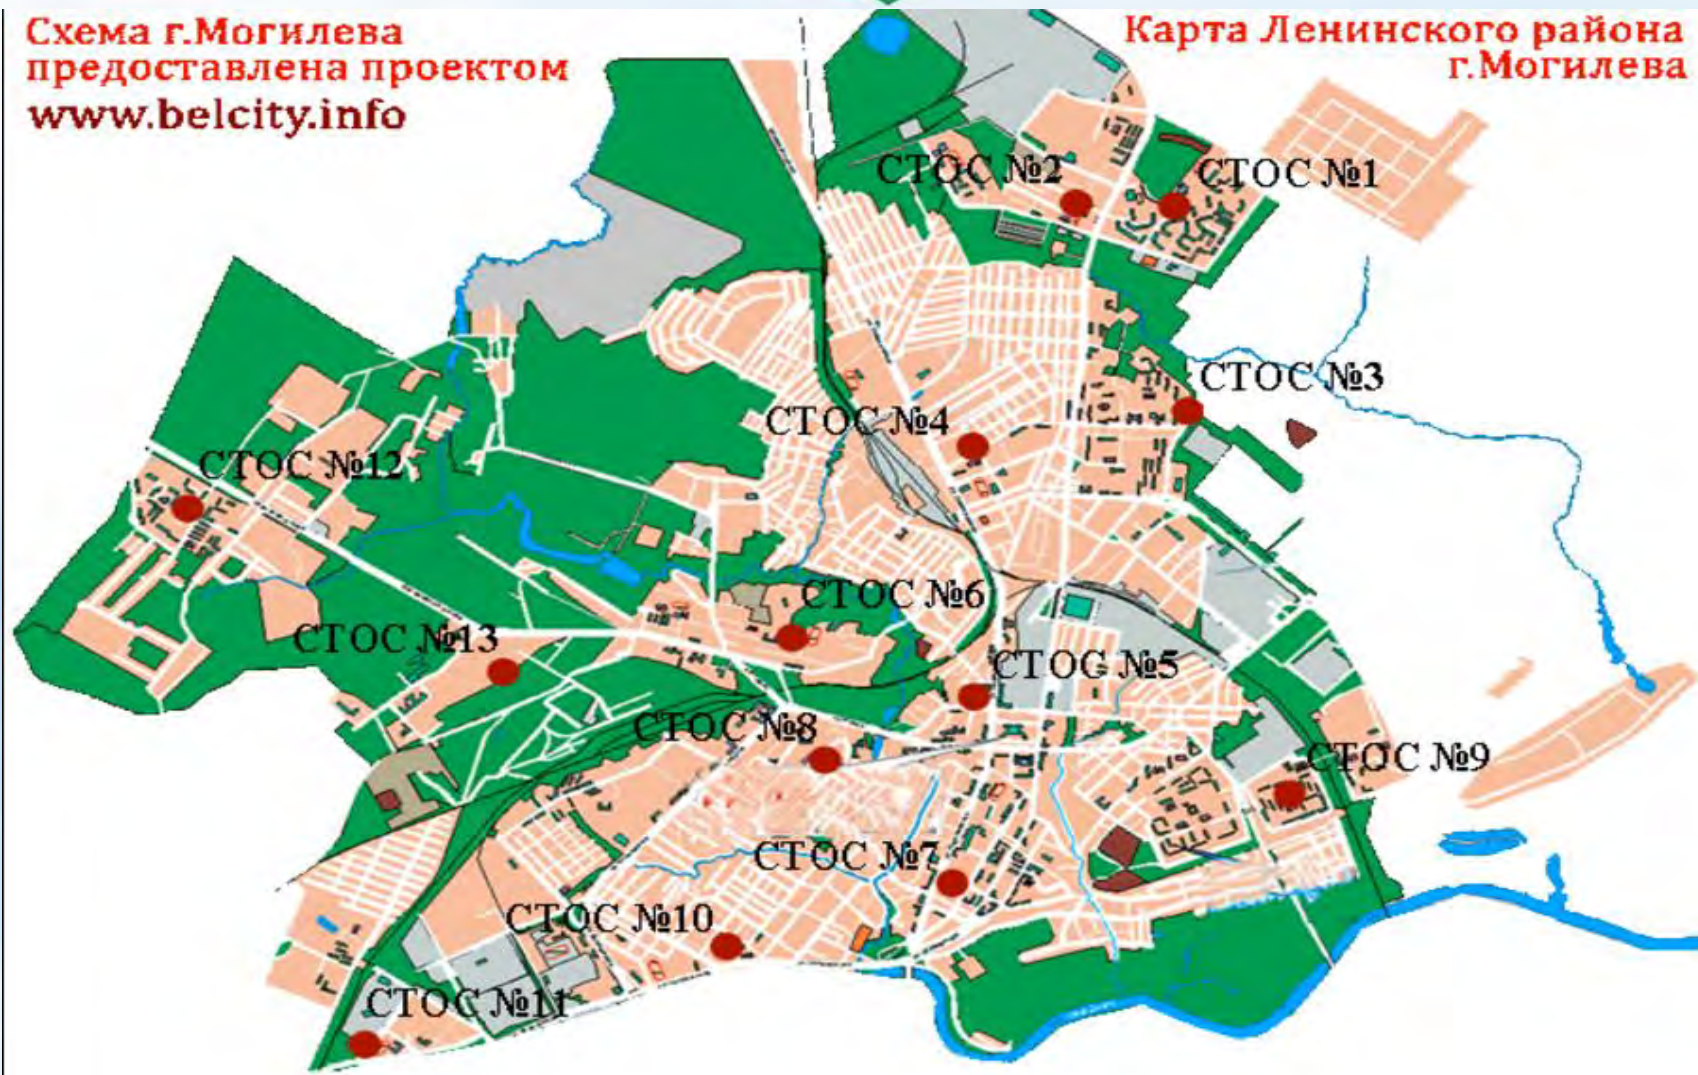 Схема г.Могилева
предоставлена проектом
www.belcity.info
Карта Ленинского района
г.Могилева
СТОС №2
СТОС №1
СТОС №3
СТОС №4
СТОС №12
СТОС №6
СТОС №13
СТОС №5
СТОС №8
СТОС №9
СТОС №7
СТОС №10
СТОС №11